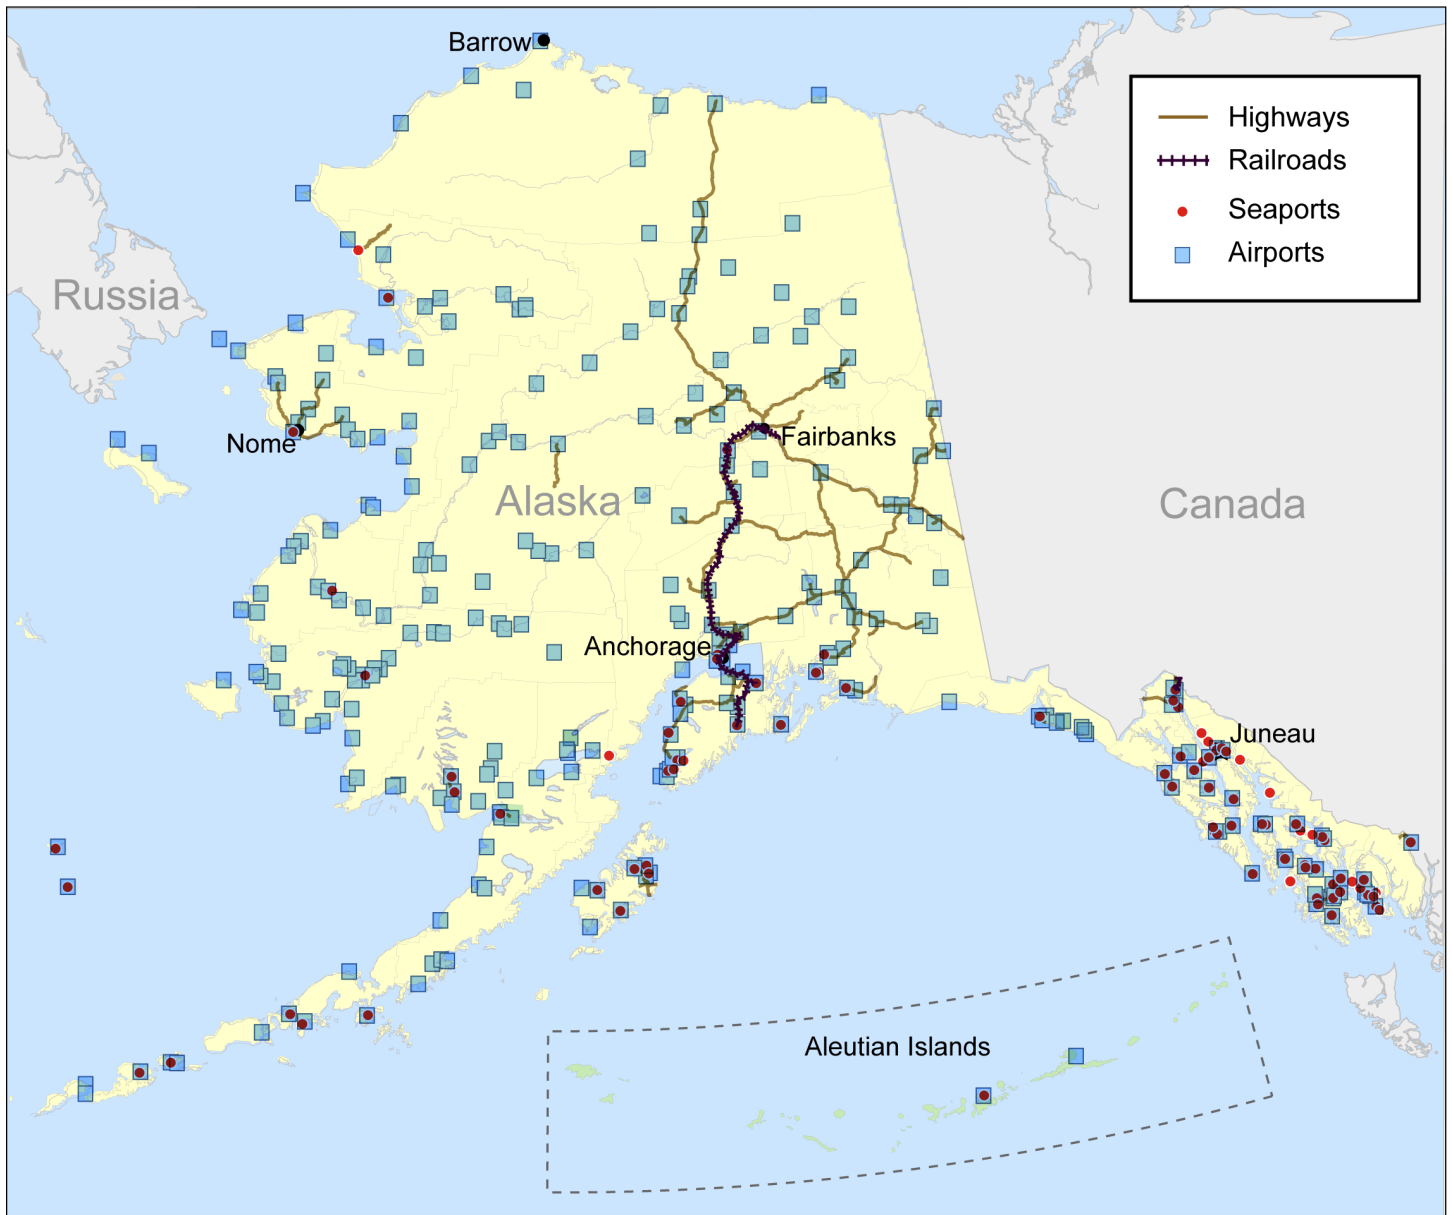 Barrow
Highways
Railroads
Seaports
Airports
Russia
Nome
Fairbanks
Alaska
Canada
Anchorage
Juneau
Aleutian Islands